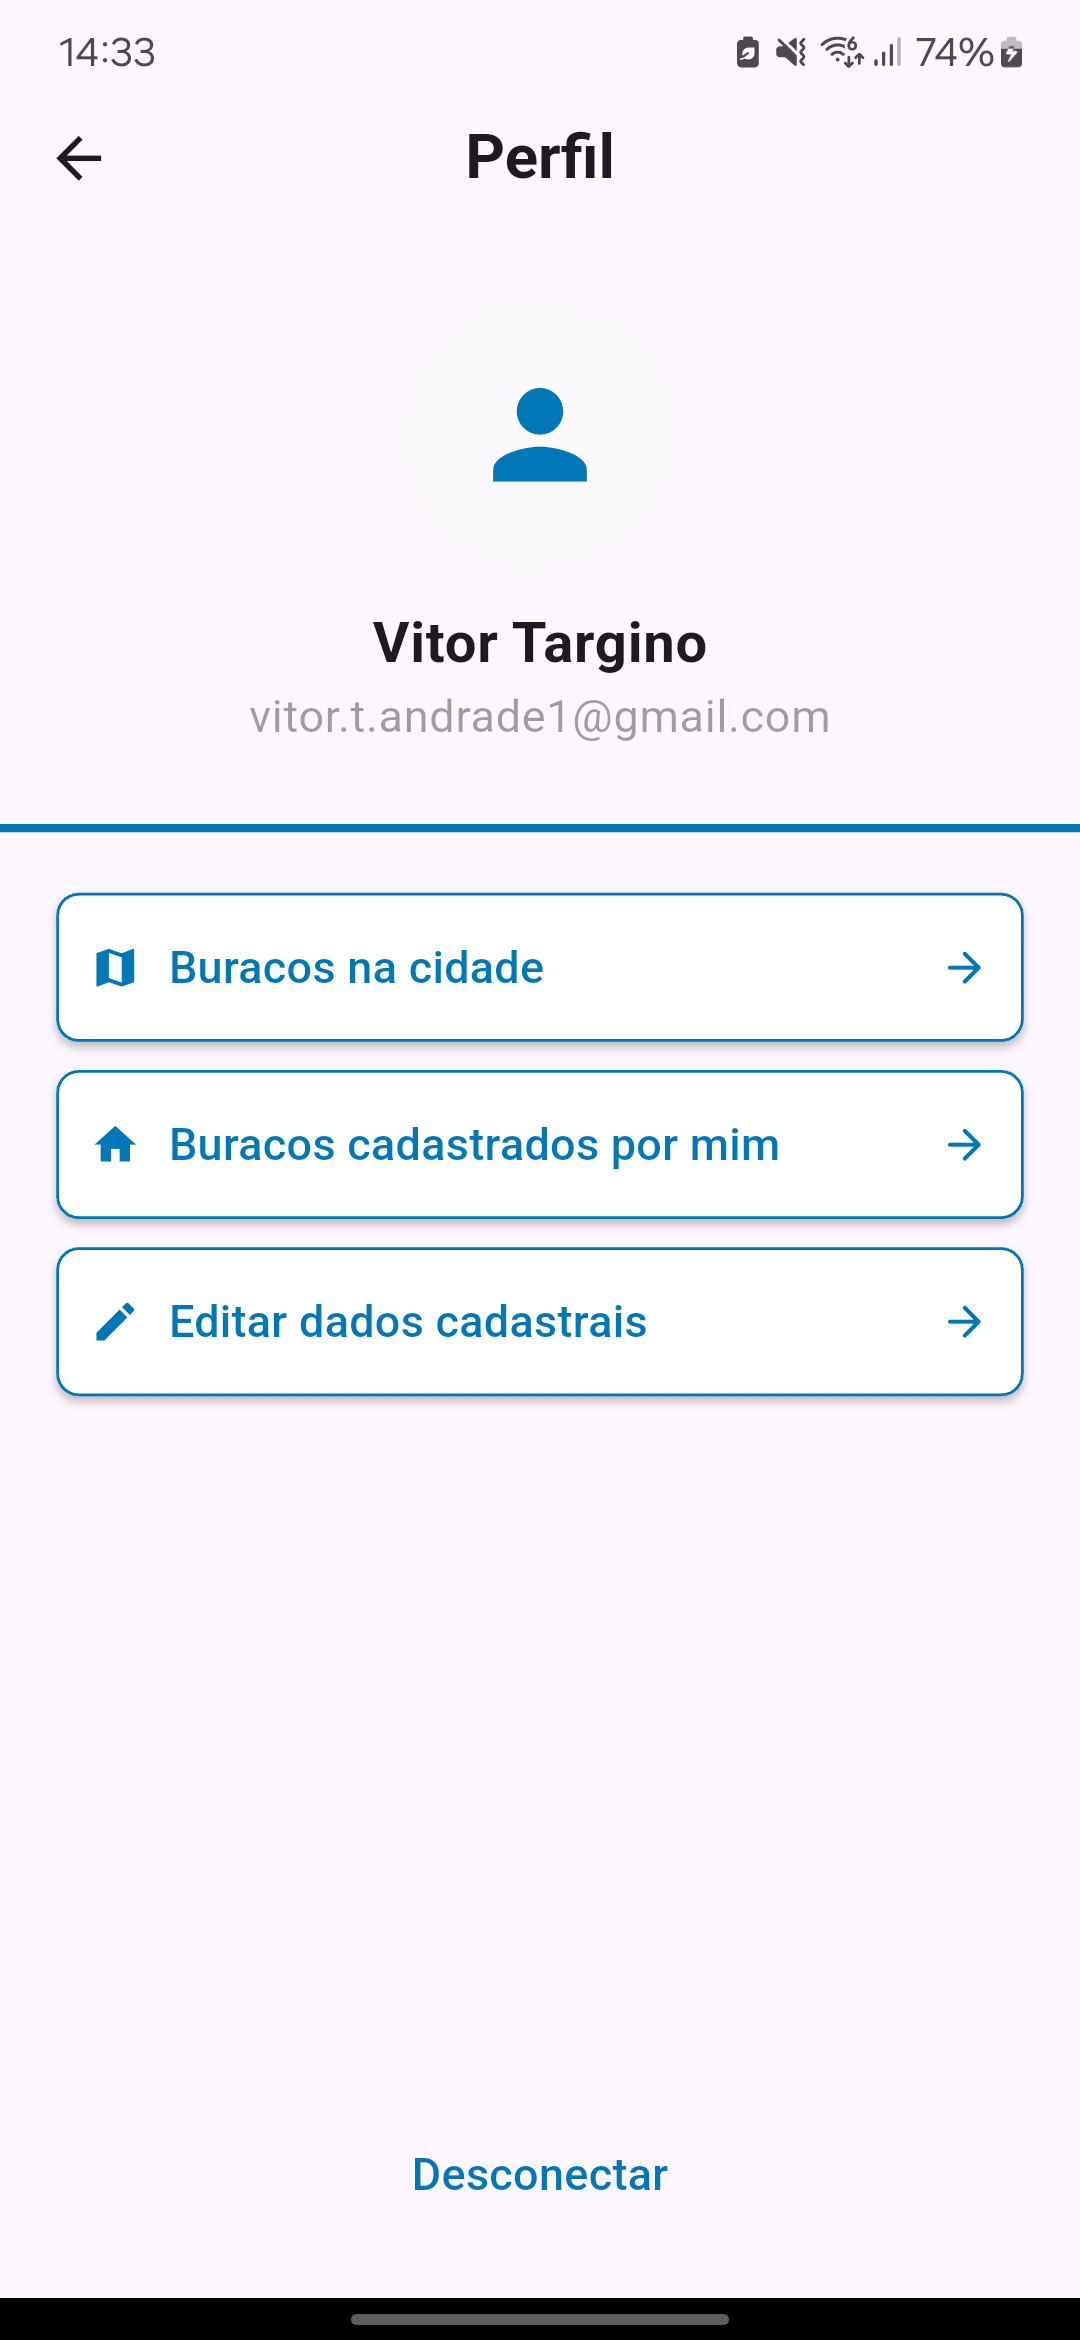 14:33
74%
Perfil
Vitor Targino
vitor.t.andrade1@gmail.com
Buracos na cidade
Buracos cadastrados por mim
Editar dados cadastrais
Desconectar